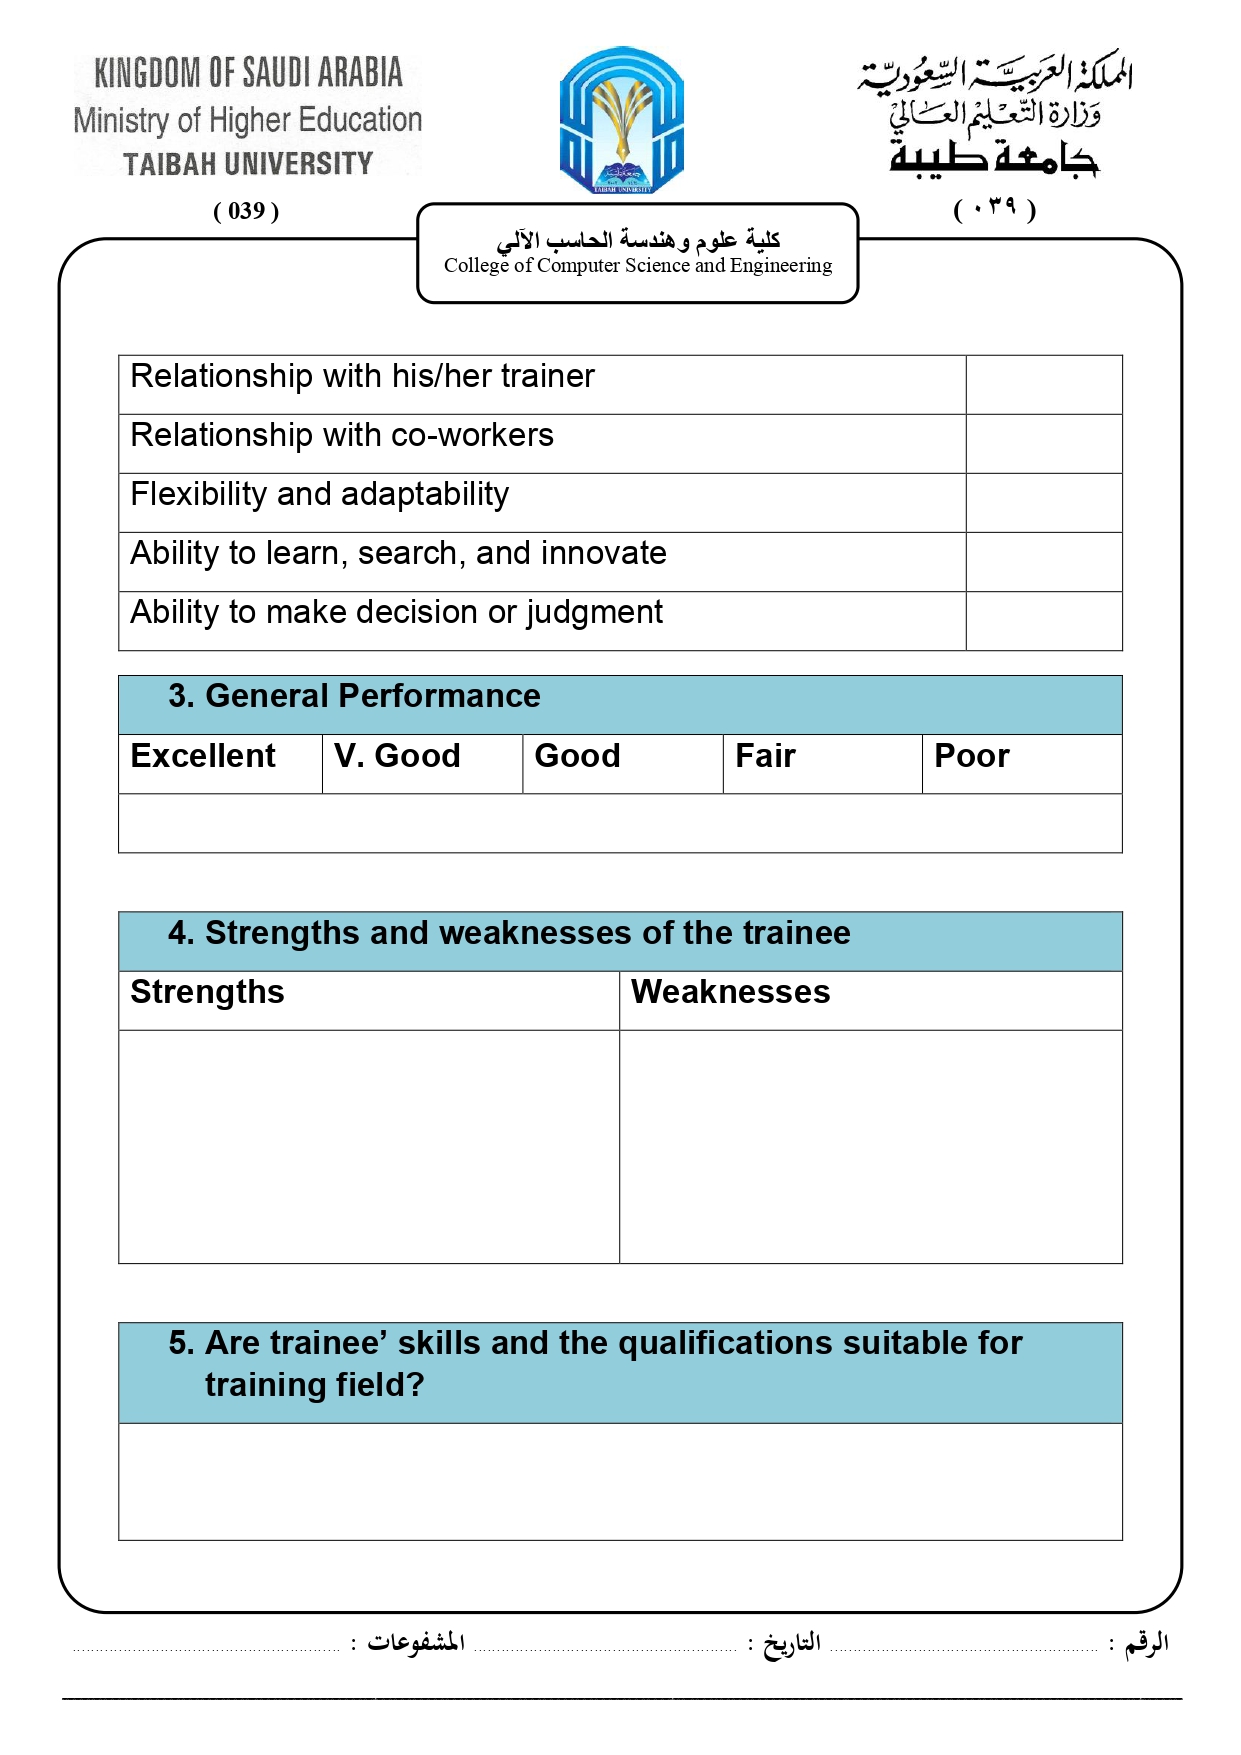 KINGDOM OF SAUDI ARABIA
Ministry of Higher Education
TAIBAH UNIVERSITY
( 039 )
TAIBAH UNIVERSITY
المملكة العربية السعودية
وزارة التعليم العالي
جامعة طيبة
( ٠٣٩ )
كلية علوم وهندسة الحاسب الآلي
College of Computer Science and Engineering
Relationship with his/her trainer
Relationship with co-workers
Flexibility and adaptability
Ability to learn, search, and innovate
Ability to make decision or judgment
3. General Performance
Excellent V. Good Good Fair Poor
4. Strengths and weaknesses of the trainee
Strengths Weaknesses
5. Are trainee’ skills and the qualifications suitable for
training field?
الرقم : ................ التاريخ : ................ المشفوعات : ................